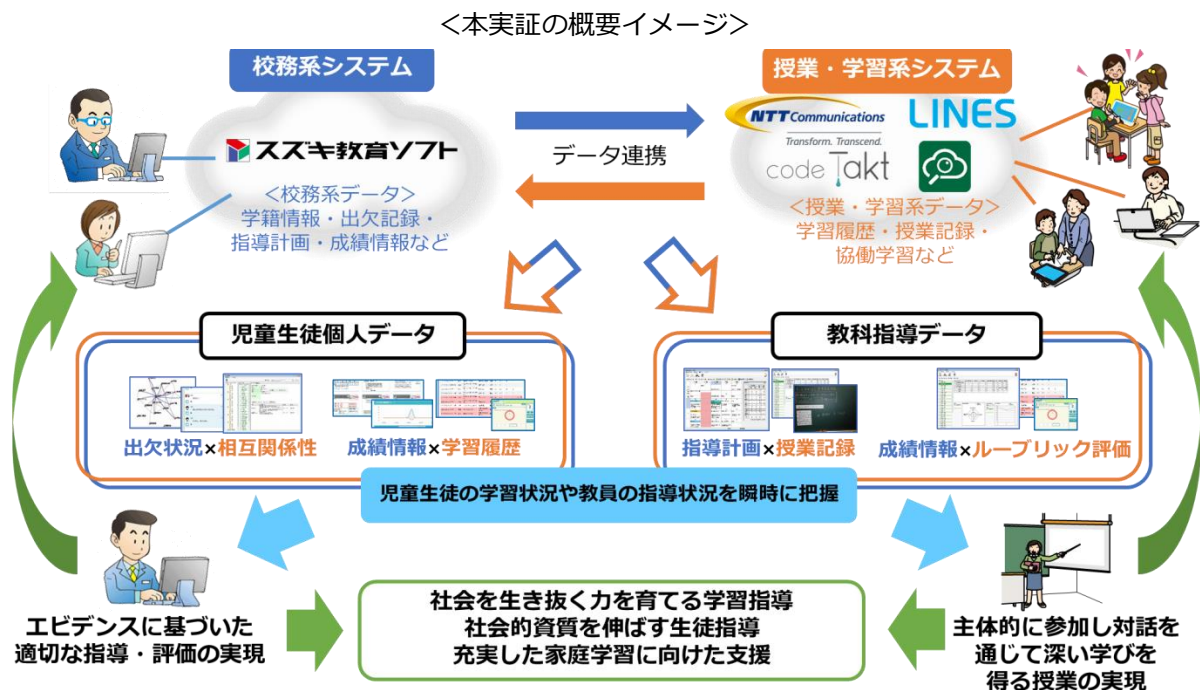 ＜本実証の概要イメージ＞
校務系システム
授業・学習系システム
スズキ教育ソフト
＜校務系データ＞
学籍情報・出欠記録・
指導計画・成績情報など
データ連携
NTT Communications
Transform. Transcend.
LINES
code Takt
＜授業・学習系データ＞
学習履歴・授業記録・
協働学習など
児童生徒個人データ
教科指導データ
出欠状況×相互関係性
成績情報×学習履歴
指導計画×授業記録
成績情報×ルーブリック評価
児童生徒の学習状況や教員の指導状況を瞬時に把握
エビデンスに基づいた
適切な指導・評価の実現
社会を生き抜く力を育てる学習指導
社会的資質を伸ばす生徒指導
充実した家庭学習に向けた支援
主体的に参加し対話を
通じて深い学びを
得る授業の実現